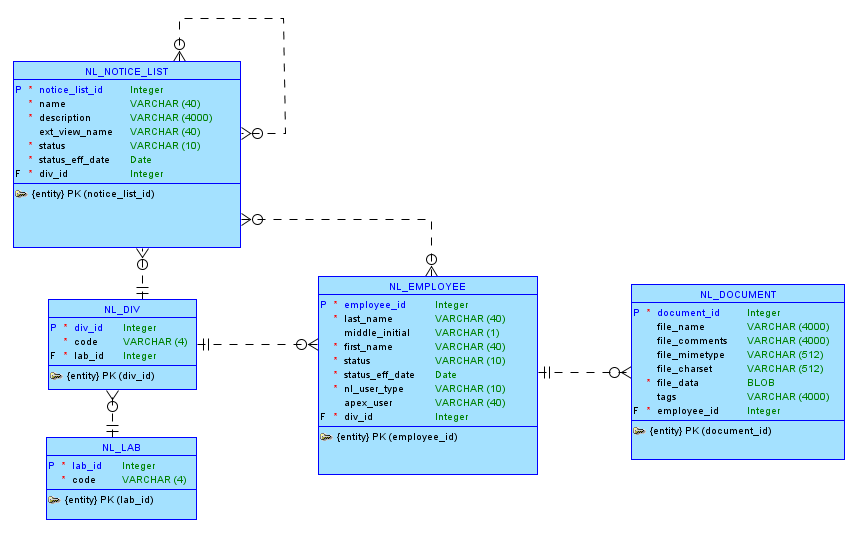 NL_NOTICE_LIST
P * notice_list_id Integer
* name VARCHAR (40)
* description VARCHAR (4000)
ext_view_name VARCHAR (40)
* status VARCHAR (10)
* status_eff_date Date
F * div_id Integer
{entity} PK (notice_list_id)
NL_DIV
P * div_id Integer
* code VARCHAR (4)
F * lab_id Integer
{entity} PK (div_id)
NL_LAB
P * lab_id Integer
* code VARCHAR (4)
{entity} PK (lab_id)
NL_EMPLOYEE
P * employee_id Integer
* last_name VARCHAR (40)
middle_initial VARCHAR (1)
* first_name VARCHAR (40)
* status VARCHAR (10)
* status_eff_date Date
* nl_user_type VARCHAR (10)
apex_user VARCHAR (40)
F * div_id Integer
{entity} PK (employee_id)
NL_DOCUMENT
P * document_id Integer
file_name VARCHAR (4000)
file_comments VARCHAR (4000)
file_mimetype VARCHAR (512)
file_charset VARCHAR (512)
* file_data BLOB
tags VARCHAR (4000)
F * employee_id Integer
{entity} PK (document_id)